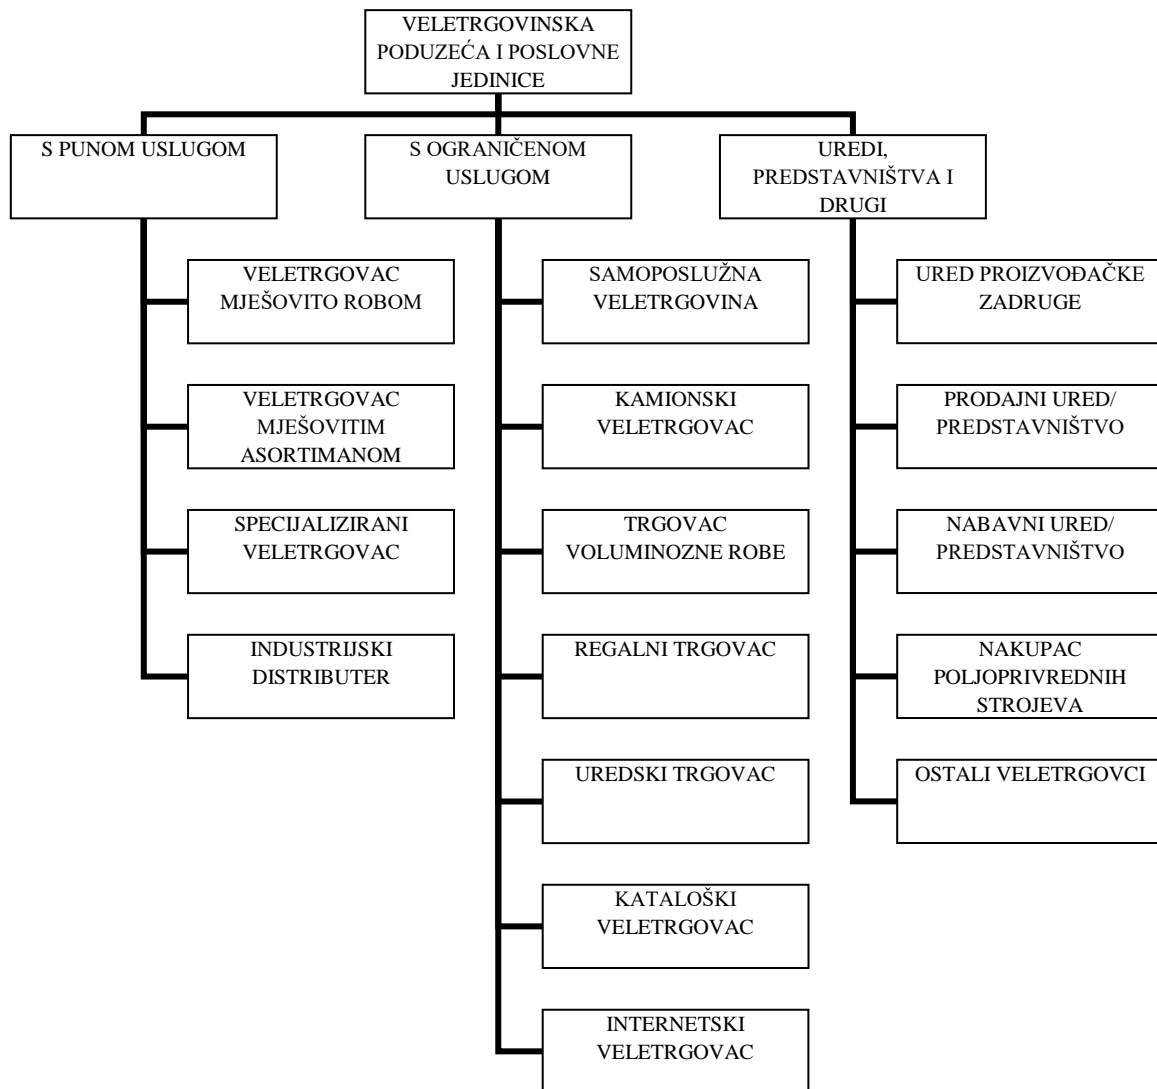 VELETRGOVINSKA
PODUZEĆA I POSLOVNE
JEDINICE
S PUNOM USLUGOM
S OGRANIČENOM
USLUGOM
UREDI,
PREDSTAVNIŠTVA I
DRUGI
VELETRGOVAC
MJEŠOVITO ROBOM
VELETRGOVAC
MJEŠOVITIM
ASORTIMANOM
SPECIJALIZIRANI
VELETRGOVAC
INDUSTRIJSKI
DISTRIBUTER
SAMOPOSLUŽNA
VELETRGOVINA
KAMIONSKI
VELETRGOVAC
TRGOVAC
VOLUMINOZNE ROBE
REGALNI TRGOVAC
UREDSKI TRGOVAC
KATALOŠKI
VELETRGOVAC
INTERNETSKI
VELETRGOVAC
URED PROIZVOĐAČKE
ZADRUGE
PRODAJNI URED/
PREDSTAVNIŠTVO
NABAVNI URED/
PREDSTAVNIŠTVO
NAKUPAC
POLJOPRIVREDNIH
STROJEVA
OSTALI VELETRGOVCI